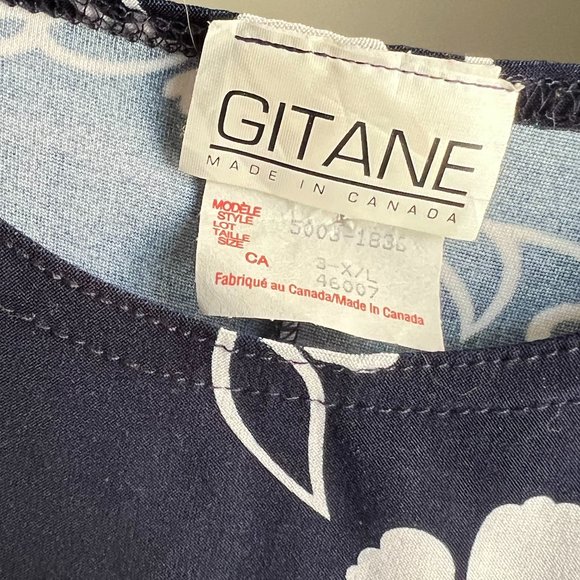 GITANE
MADE IN CANADA
MODÈLE
STYLE
LOT
TAILLE
SIZE
5003-1836
CA
3-X/L
46007
Fabriqué au Canada/Made In Canada